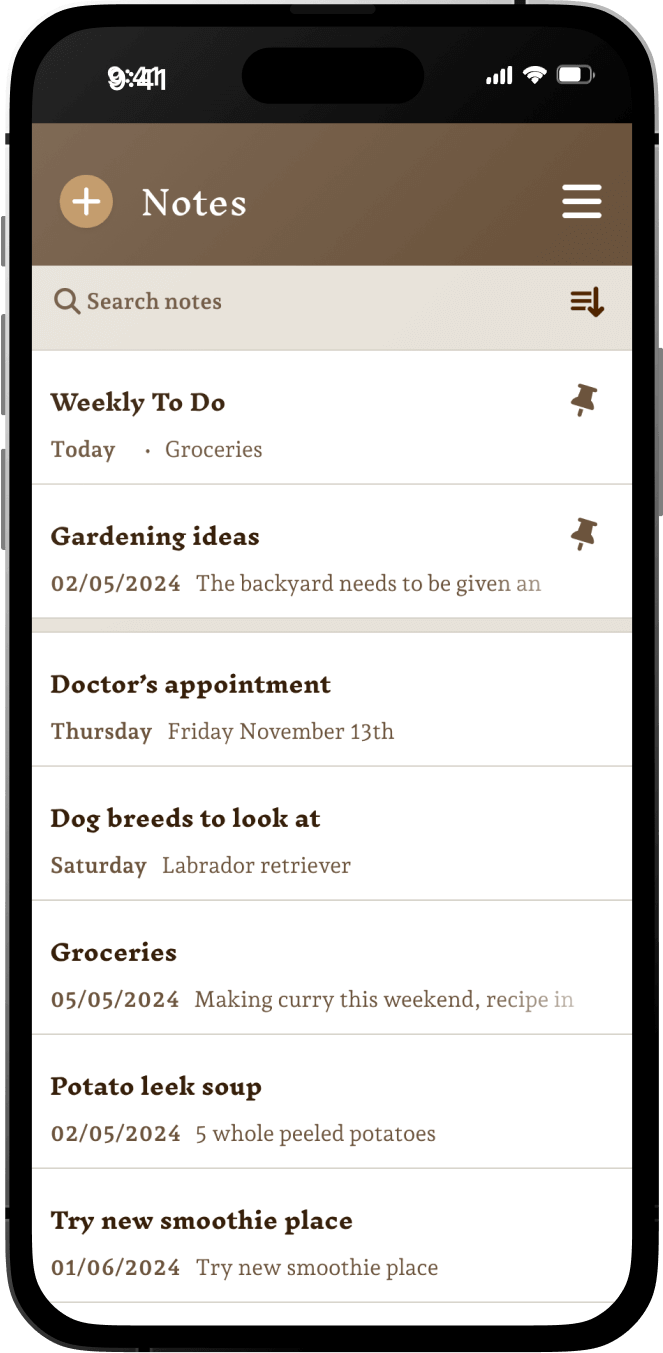 9:41
Notes
Search notes
Weekly To Do
Today · Groceries
Gardening ideas
02/05/2024 The backyard needs to be given an
Doctor’s appointment
Thursday Friday November 13th
Dog breeds to look at
Saturday Labrador retriever
Groceries
05/05/2024 Making curry this weekend, recipe in
Potato leek soup
02/05/2024 5 whole peeled potatoes
Try new smoothie place
01/06/2024 Try new smoothie place